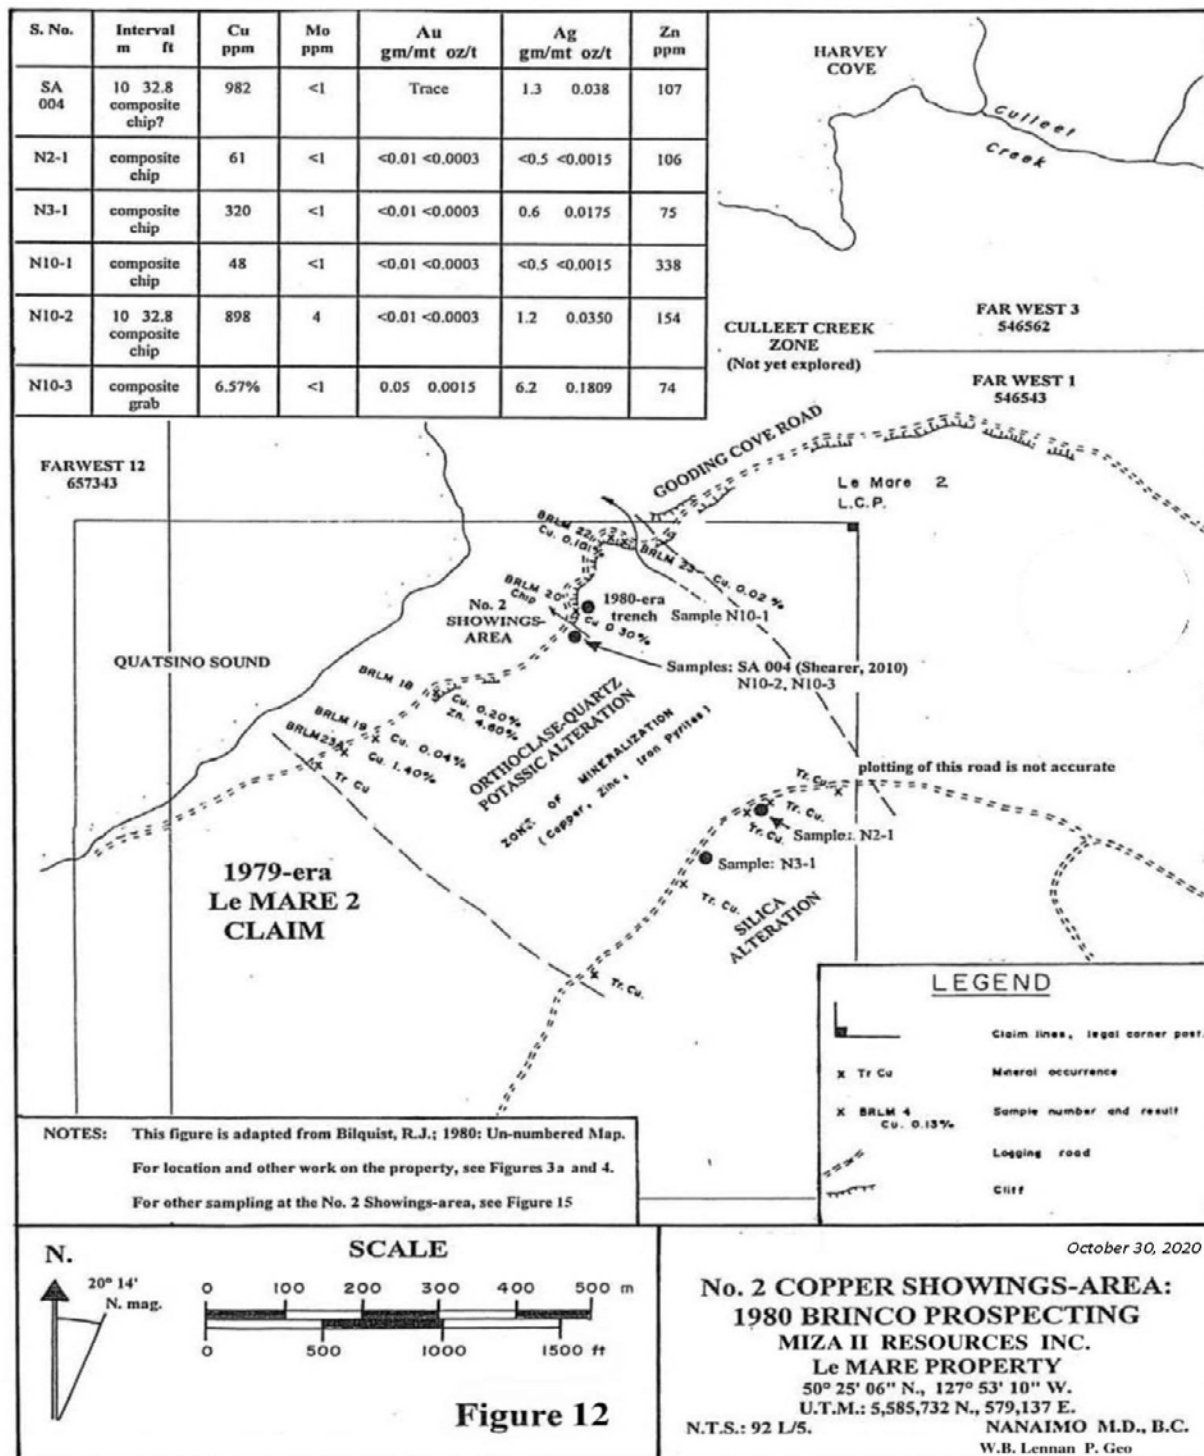 S. No. Interval Cu Mo Au Ag Zn
m ft ppm ppm gm/mt oz/t gm/mt oz/t ppm
SA 10 32.8 982 <1 Trace 1.3 0.038 107
004 composite
chip?
N2-1 composite 61 <1 <0.01 <0.0003 <0.5 <0.0015 106
chip
N3-1 composite 320 <1 <0.01 <0.0003 0.6 0.0175 75
chip
N10-1 composite 48 <1 <0.01 <0.0003 <0.5 <0.0015 338
chip
N10-2 10 32.8 898 4 <0.01 <0.0003 1.2 0.0350 154
composite
chip
N10-3 composite 6.57% <1 0.05 0.0015 6.2 0.1809 74
grab
HARVEY
COVE
Culleet
Creek
FAR WEST 3
546562
CULLEET CREEK
ZONE
(Not yet explored)
FAR WEST 1
546543
FARWEST 12
657343
GOODING COVE ROAD
Le Mare 2
L.C.P.
BRLM 22
Cu. 0.101%
BRLM 23
Cu. 0.02%
BRLM 20
Chip
Cu 0.30%
No. 2
SHOWINGS-
AREA
1980-era
trench
Sample N10-1
Samples: SA 004 (Shearer, 2010)
N10-2, N10-3
QUATSINO SOUND
BRLM 18
Cu. 0.20%
Zn. 4.60%
BRLM 19
Cu. 0.04%
BRLM23A
Cu. 1.40%
Tr Cu
ORTHOCLASE-QUARTZ
POTASSIC ALTERATION
ZONE OF MINERALIZATION
(Copper, Zinc, Iron Pyrites)
plotting of this road is not accurate
Tr. Cu.
Tr. Cu.
Tr. Cu.
Sample: N2-1
Sample: N3-1
Tr. Cu.
SILICA
ALTERATION
Tr. Cu.
1979-era
Le MARE 2
CLAIM
LEGEND
Claim lines, legal corner post.
x Tr Cu Mineral occurrence
x BRLM 4 Sample number and result
Cu. 0.13%
Logging road
Cliff
NOTES: This figure is adapted from Bilquist, R.J.; 1980: Un-numbered Map.
For location and other work on the property, see Figures 3a and 4.
For other sampling at the No. 2 Showings-area, see Figure 15
N.
20° 14'
N. mag.
SCALE
0 100 200 300 400 500 m
0 500 1000 1500 ft
Figure 12
October 30, 2020
No. 2 COPPER SHOWINGS-AREA:
1980 BRINCO PROSPECTING
MIZA II RESOURCES INC.
Le MARE PROPERTY
50° 25' 06" N., 127° 53' 10" W.
U.T.M.: 5,585,732 N., 579,137 E.
N.T.S.: 92 L/5. NANAIMO M.D., B.C.
W.B. Lennan P. Geo